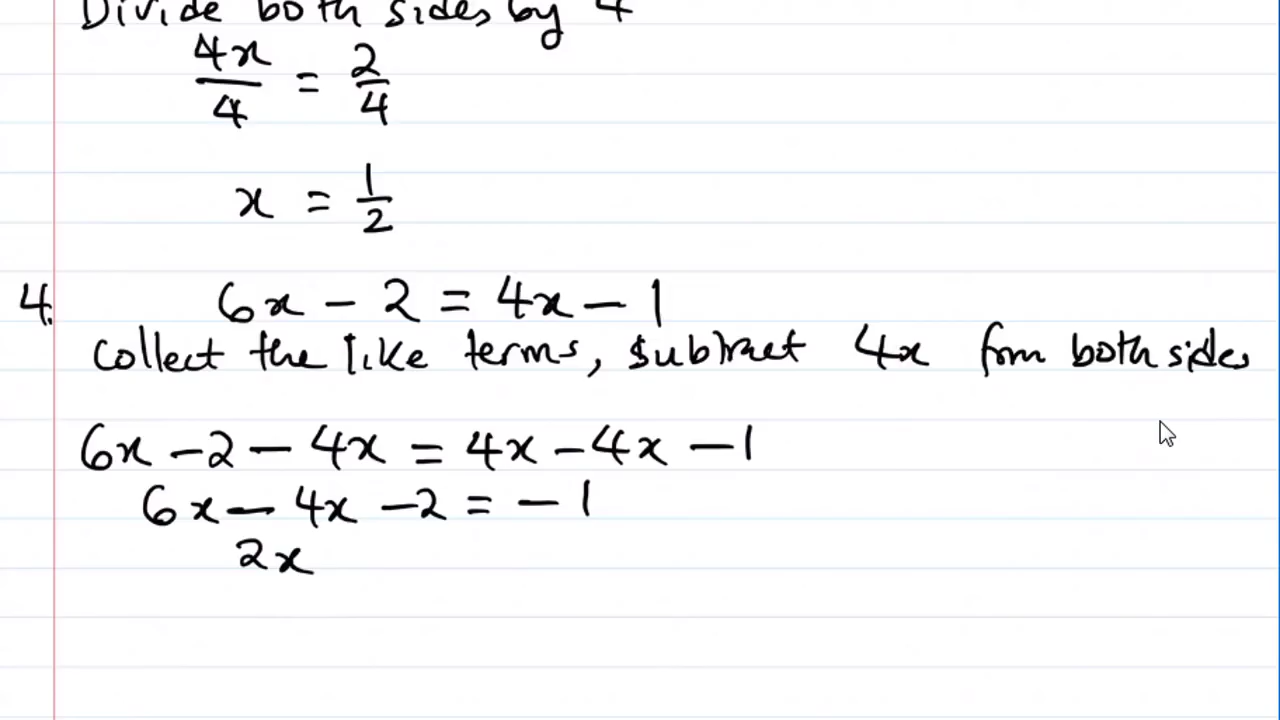 Divide both sides by 4
4x/4 = 2/4
x = 1/2
4. 6x - 2 = 4x - 1
collect the like terms, subtract 4x from both sides
6x - 2 - 4x = 4x - 4x - 1
6x - 4x - 2 = - 1
2x